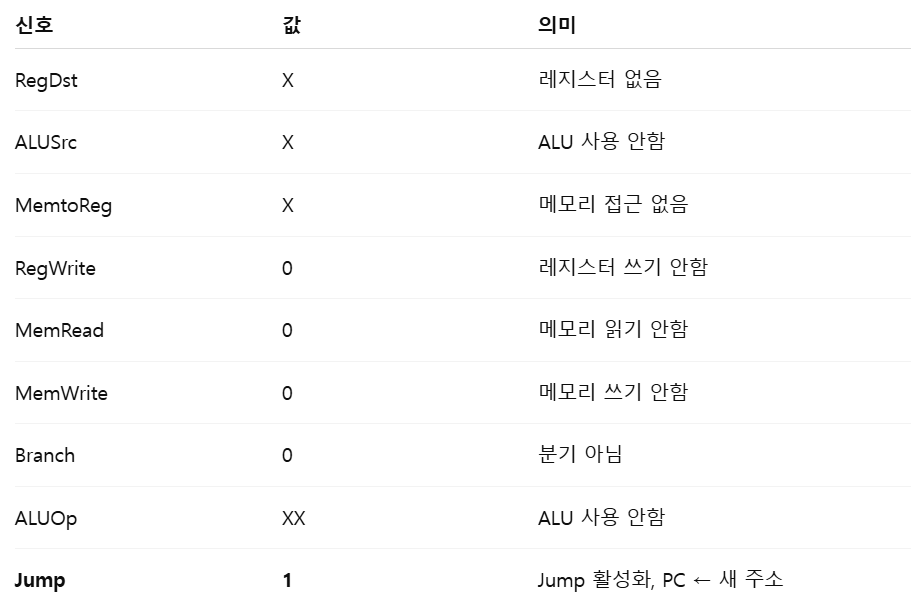 신호 값 의미
RegDst X 레지스터 없음
ALUSrc X ALU 사용 안함
MemtoReg X 메모리 접근 없음
RegWrite 0 레지스터 쓰기 안함
MemRead 0 메모리 읽기 안함
MemWrite 0 메모리 쓰기 안함
Branch 0 분기 아님
ALUOp XX ALU 사용 안함
Jump 1 Jump 활성화, PC ← 새 주소